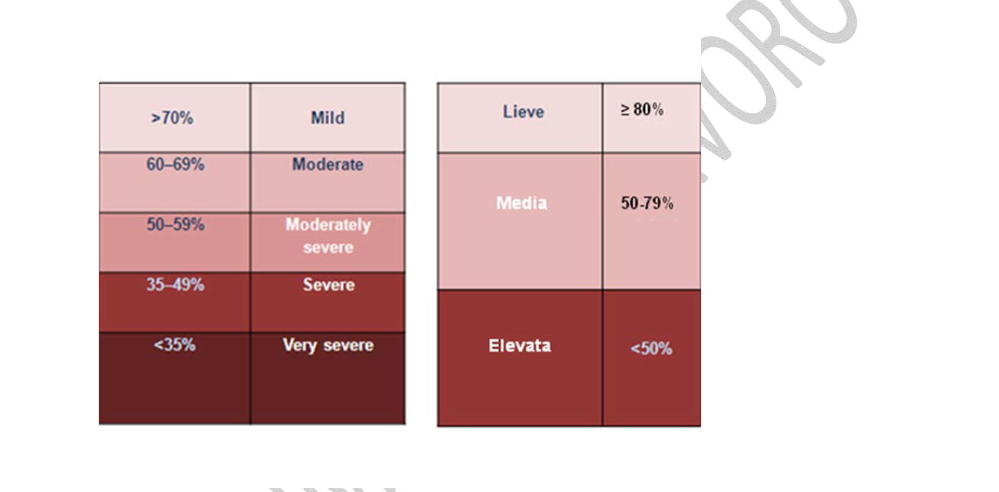 >70% Mild
60–69% Moderate
50–59% Moderately
severe
35–49% Severe
<35% Very severe
Lieve ≥ 80%
Media 50-79%
Elevata <50%